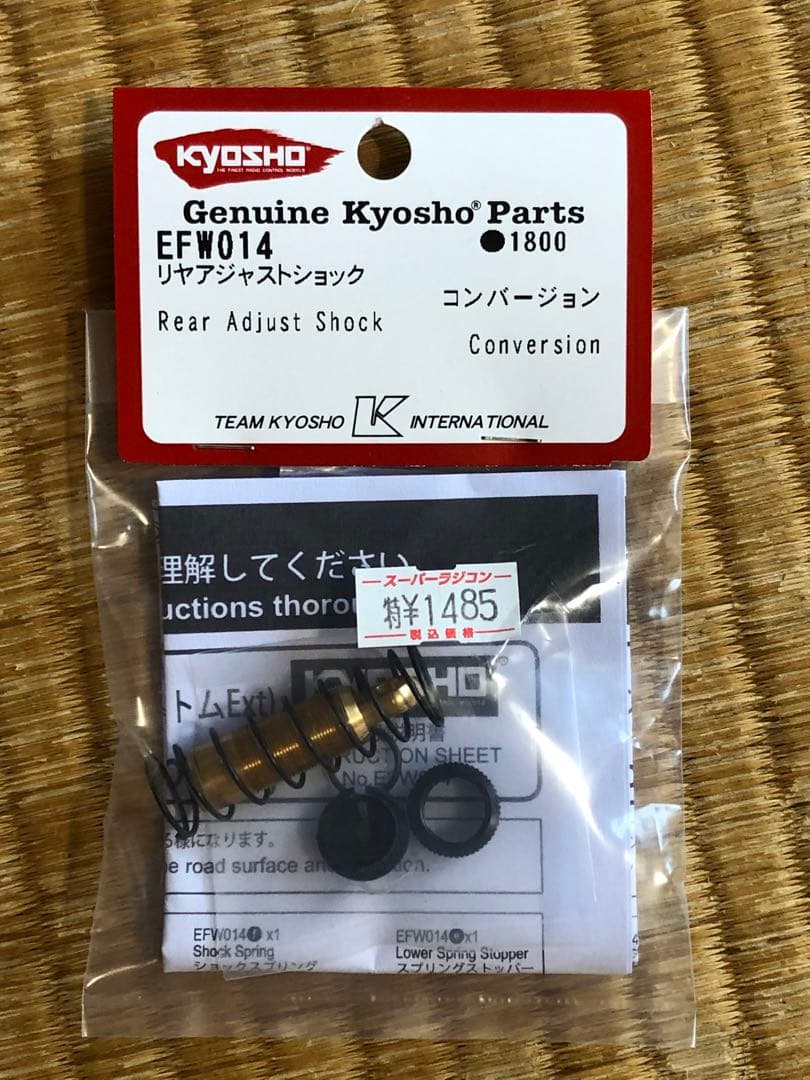 KYOSHO
THE FINEST RADIO CONTROL MODELS
Genuine Kyosho® Parts
EFW014 ●1800
リヤアジャストショック
コンバージョン
Rear Adjust Shock
Conversion
TEAM KYOSHO K INTERNATIONAL
理解してください
uctions thorou
スーパーラジコン
特¥1485
税込価格
トムExt)
KYOSHO®
明書
RUCTION SHEET
No.E
様になります。
e road surface an
EFW014 x1
Shock Spring
ショックスプリング
EFW014 x1
Lower Spring Stopper
スプリングストッパー